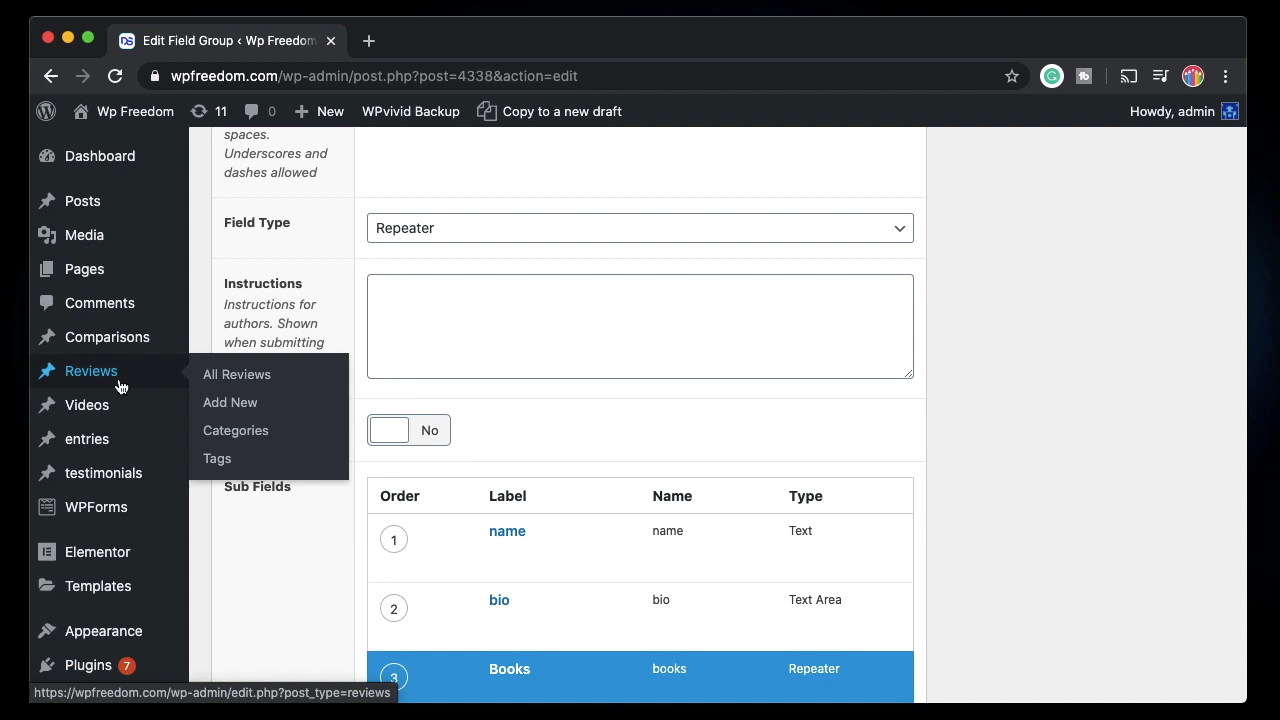 Edit Field Group ‹ Wp Freedom
wpfreedom.com/wp-admin/post.php?post=4338&action=edit
Wp Freedom
11
0
New
WPvivid Backup
Copy to a new draft
Howdy, admin
Dashboard
Posts
Media
Pages
Comments
Comparisons
Reviews
Videos
entries
testimonials
WPForms
Elementor
Templates
Appearance
Plugins 7
All Reviews
Add New
Categories
Tags
spaces.
Underscores and
dashes allowed
Field Type
Repeater
Instructions
Instructions for
authors. Shown
when submitting
No
Sub Fields
Order Label Name Type
1 name name Text
2 bio bio Text Area
3 Books books Repeater
https://wpfreedom.com/wp-admin/edit.php?post_type=reviews